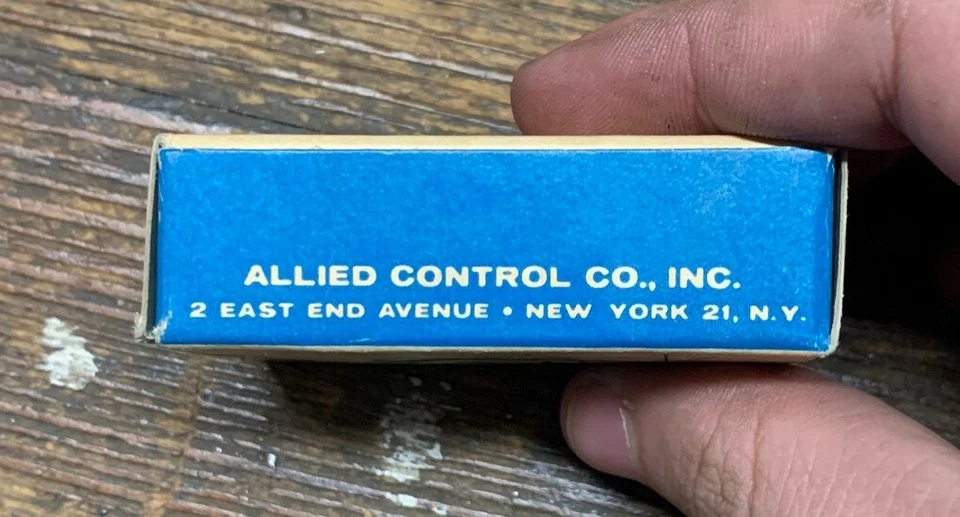 ALLIED CONTROL CO., INC.
2 EAST END AVENUE • NEW YORK 21, N.Y.